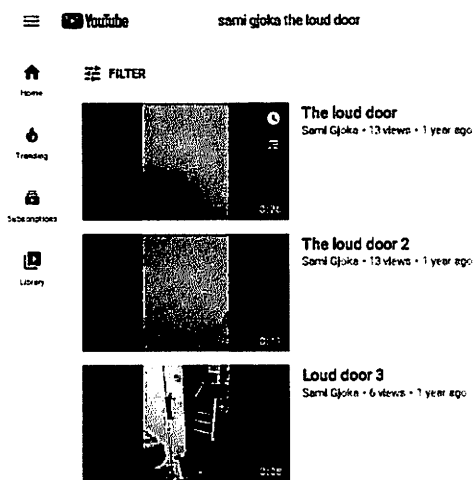 YouTube
sami gjoka the loud door
FILTER
Home
Trending
Subscriptions
Library
The loud door
Sami Gjoka • 13 views • 1 year ago
The loud door 2
Sami Gjoka • 13 views • 1 year ago
Loud door 3
Sami Gjoka • 6 views • 1 year ago